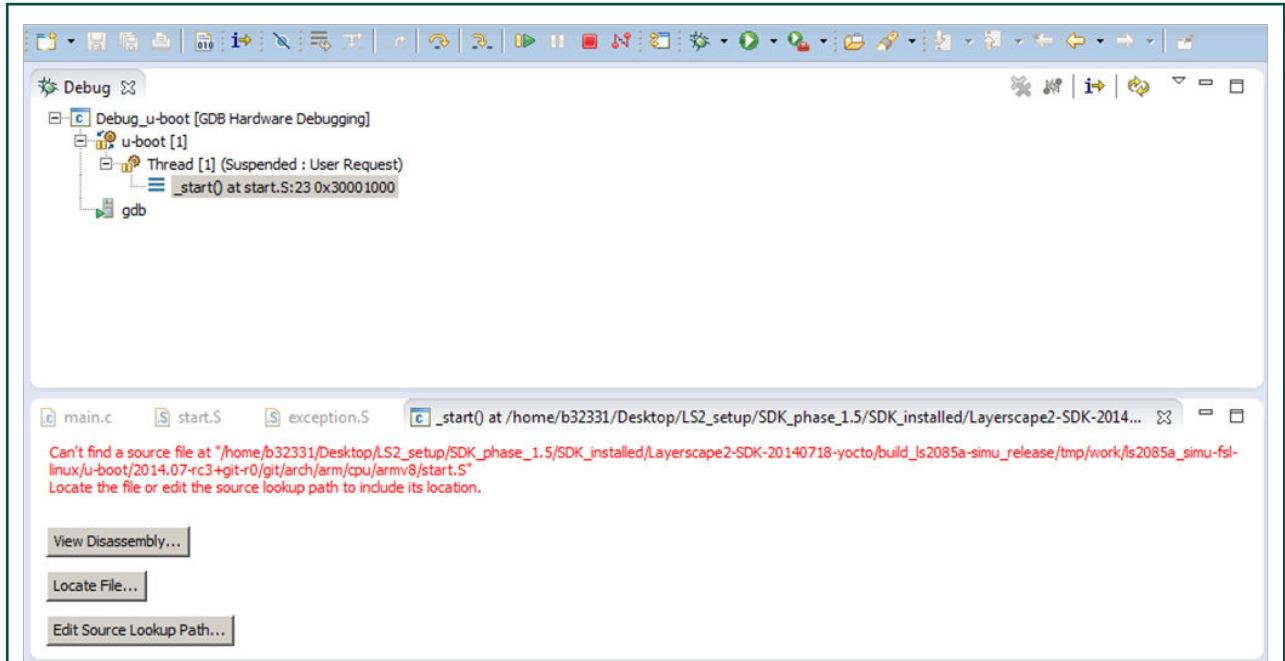 Debug
Debug_u-boot [GDB Hardware Debugging]
u-boot [1]
Thread [1] (Suspended : User Request)
_start() at start.S:23 0x30001000
gdb
main.c start.S exception.S _start() at /home/b32331/Desktop/LS2_setup/SDK_phase_1.5/SDK_installed/Layerscape2-SDK-2014...
Can't find a source file at "/home/b32331/Desktop/LS2_setup/SDK_phase_1.5/SDK_installed/Layerscape2-SDK-20140718-yocto/build_ls2085a-simu_release/tmp/work/ls2085a_simu-fsl-
linux/u-boot/2014.07-rc3+git-r0/git/arch/arm/cpu/armv8/start.S"
Locate the file or edit the source lookup path to include its location.
View Disassembly...
Locate File...
Edit Source Lookup Path...